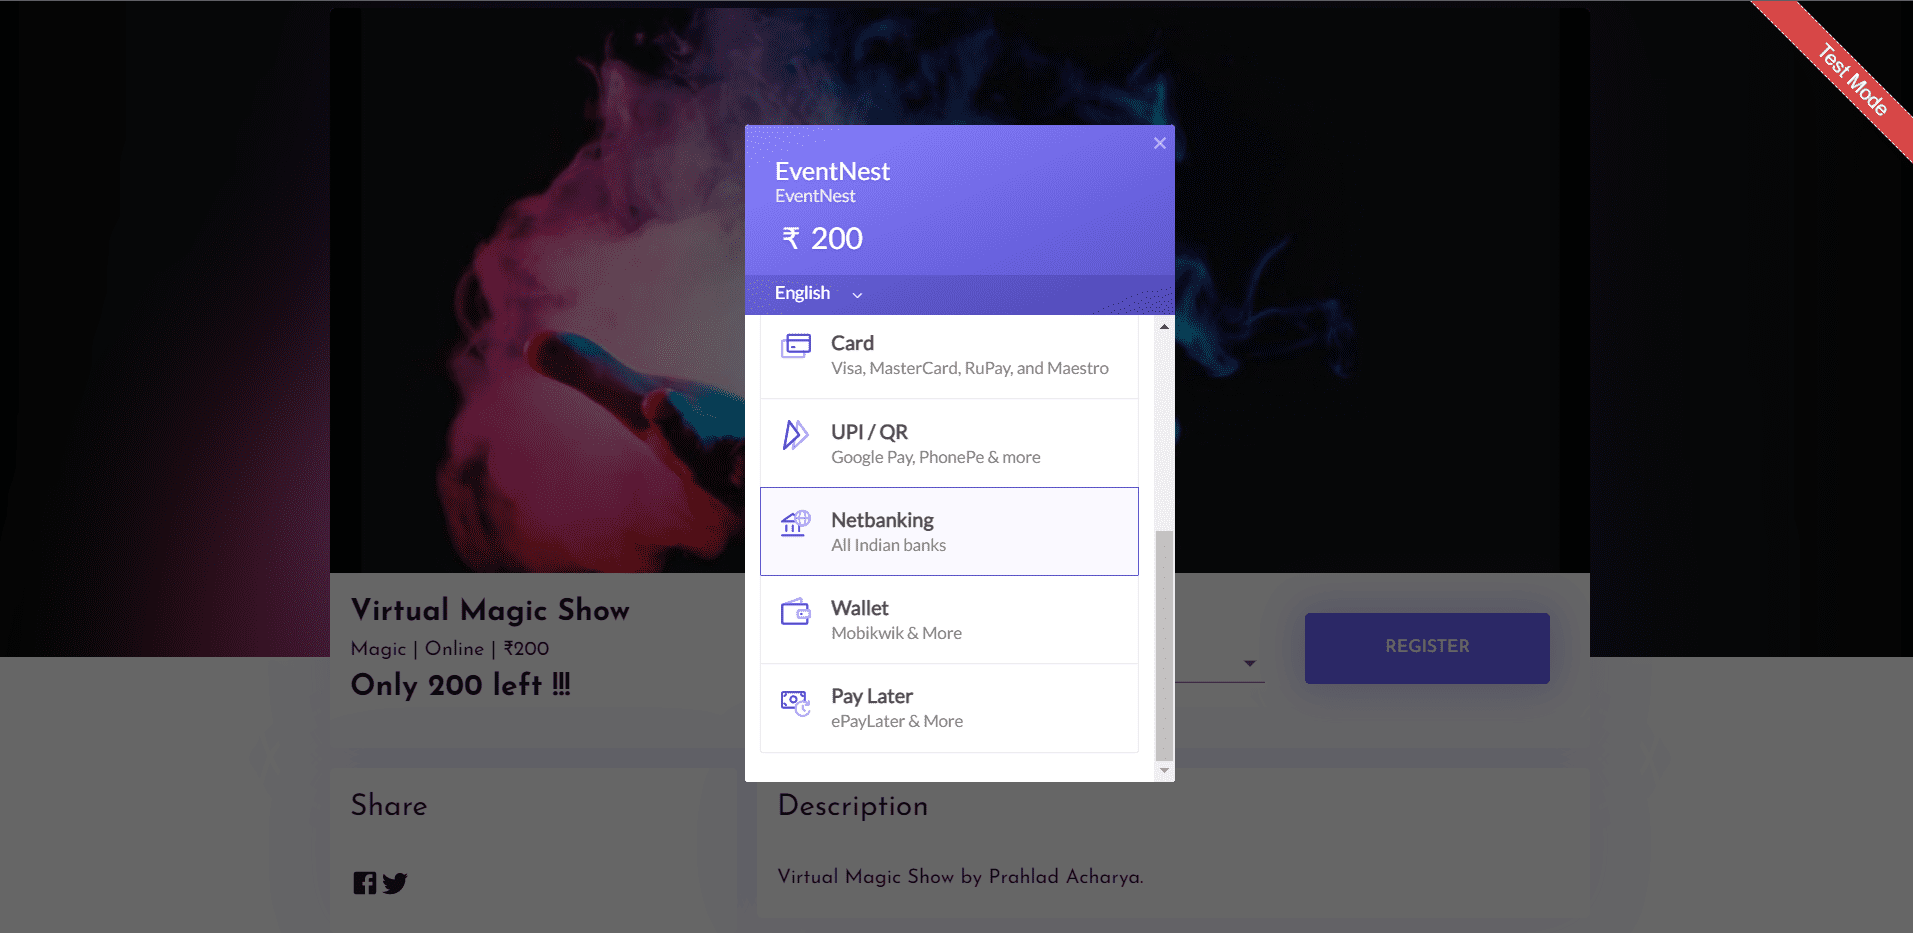 Test Mode
EventNest
EventNest
₹ 200
English
Card
Visa, MasterCard, RuPay, and Maestro
UPI / QR
Google Pay, PhonePe & more
Netbanking
All Indian banks
Wallet
Mobikwik & More
Pay Later
ePayLater & More
Virtual Magic Show
Magic | Online | ₹200
Only 200 left !!!
REGISTER
Share
Description
Virtual Magic Show by Prahlad Acharya.